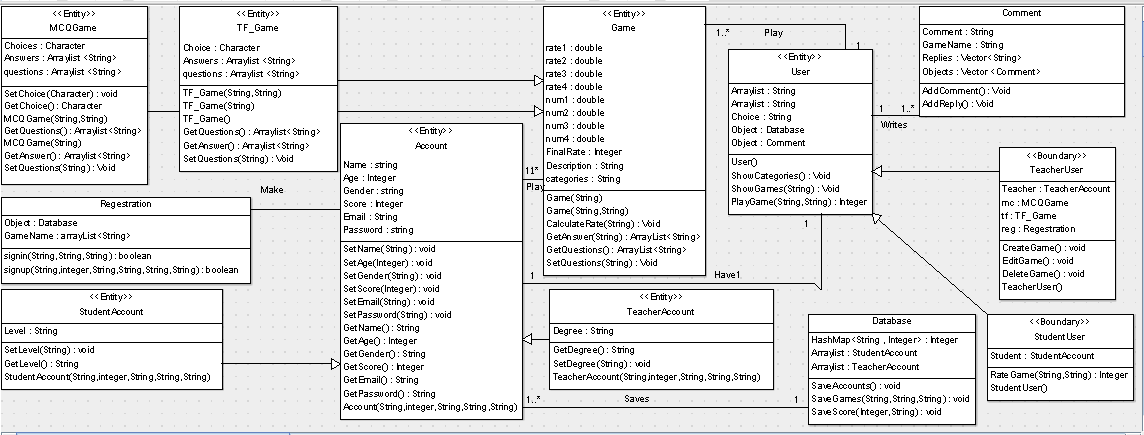 <<Entity>>
MCQGame
Choices : Character
Answers : Arraylist <String>
questions : Arraylist <String>
SetChoice(Character) : void
GetChoice() : Character
MCQGame(String,String)
GetQuestions() : Arraylist<String>
MCQGame(String)
GetAnswer() : Arraylist<String>
SetQuestions(String) : Void
<<Entity>>
TF_Game
Choice : Character
Answers : Arraylist <String>
questions : Arraylist <String>
TF_Game(String,String)
TF_Game(String)
TF_Game()
GetQuestions() : Arraylist<String>
GetAnswer() : Arraylist<String>
SetQuestions(String) : Void
<<Entity>>
Game
rate1 : double
rate2 : double
rate3 : double
rate4 : double
num1 : double
num2 : double
num3 : double
num4 : double
FinalRate : Integer
Description : String
categories : String
Game(String)
Game(String,String)
CalculateRate(String) : Void
GetAnswer(String) : ArrayList<String>
GetQuestions() : ArrayList<String>
SetQuestions(String) : Void
1..*
Play
1
<<Entity>>
User
Arraylist : String
Arraylist : String
Choice : String
Object : Database
Object : Comment
User()
ShowCategories() : Void
ShowGames(String) : Void
PlayGame(String,String) : Integer
Comment
Comment : String
GameName : String
Replies : Vector<String>
Objects : Vector <Comment>
AddComment() : Void
AddReply() : Void
1
1..*
Writes
<<Entity>>
Account
Name : string
Age : Integer
Gender : string
Score : Integer
Email : String
Password : string
SetName(String) : void
SetAge(Integer) : void
SetGender(String) : void
SetScore(Integer) : void
SetEmail(String) : void
SetPassword(String) : void
GetName() : String
GetAge() : Integer
GetGender() : String
GetScore() : Integer
GetEmail() : String
GetPassword() : String
Account(String,integer,String,String,String)
11*
Play
<<Boundary>>
TeacherUser
Teacher : TeacherAccount
mc : MCQGame
tf : TF_Game
reg : Regestration
CreateGame() : Void
EditGame() : Void
DeleteGame() : Void
TeacherUser()
Make
Regestration
Object : Database
GameName : arrayList<String>
signin(String,String,String) : boolean
signup(String,integer,String,String,String,String) : boolean
1
1
Have1
<<Entity>>
StudentAccount
Level : String
SetLevel(String) : void
GetLevel() : String
StudentAccount(String,integer,String,String,String)
<<Entity>>
TeacherAccount
Degree : String
GetDegree() : String
SetDegree(String) : void
TeacherAccount(String,integer,String,String,String)
Database
HashMap<String , Integer> : Integer
Arraylist : StudentAccount
Arraylist : TeacherAccount
SaveAccounts() : void
SaveGames(String,String,String) : void
SaveScore(Integer,String) : void
<<Boundary>>
StudentUser
Student : StudentAccount
RateGame(String,String) : Integer
StudentUser()
1..*
Saves
1